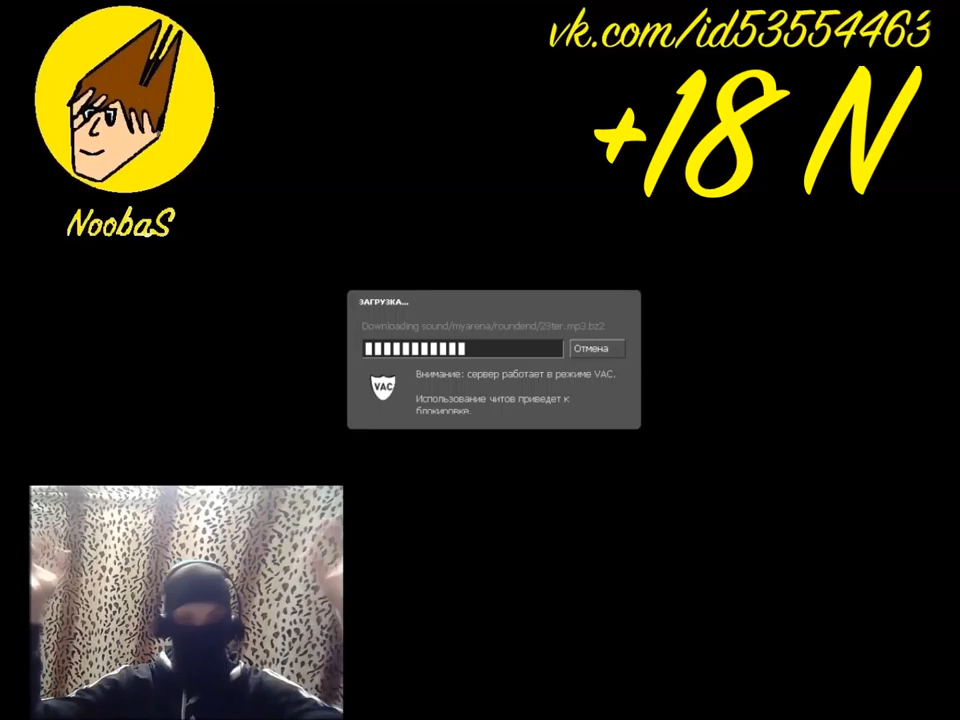 vk.com/id53554463
+18 N
NoobaS
ЗАГРУЗКА...
Downloading sound/myarena/roundend/29ter.mp3.bz2
Отмена
VAC
Внимание: сервер работает в режиме VAC.
Использование читов приведет к
блокировке.